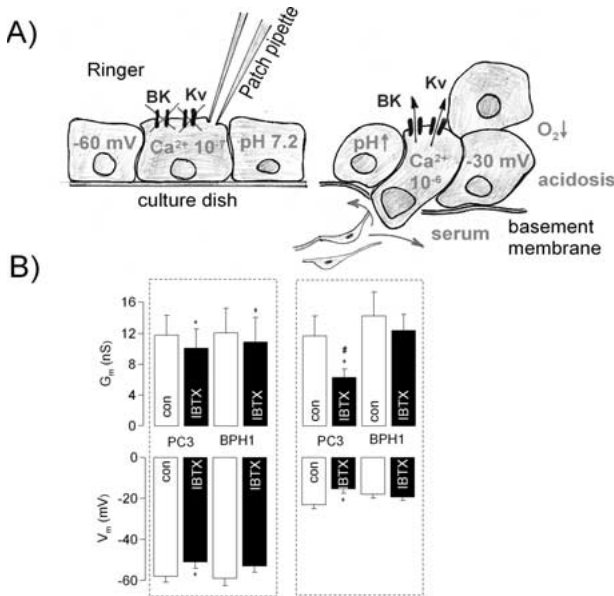 A)
Ringer
Patch pipette
BK
Kv
-60 mV
Ca²⁺ 10⁻⁷
pH 7.2
culture dish
BK
Kv
pH↑
Ca²⁺
10⁻⁶
-30 mV
O₂↓
acidosis
serum
basement
membrane
B)
16
12
8
4
0
Gₘ (nS)
con
*
IBTX
con
*
IBTX
con
#
*
IBTX
con
IBTX
PC3
BPH1
PC3
BPH1
0
-20
-40
-60
Vₘ (mV)
con
IBTX
*
con
IBTX
con
IBTX
*
con
IBTX